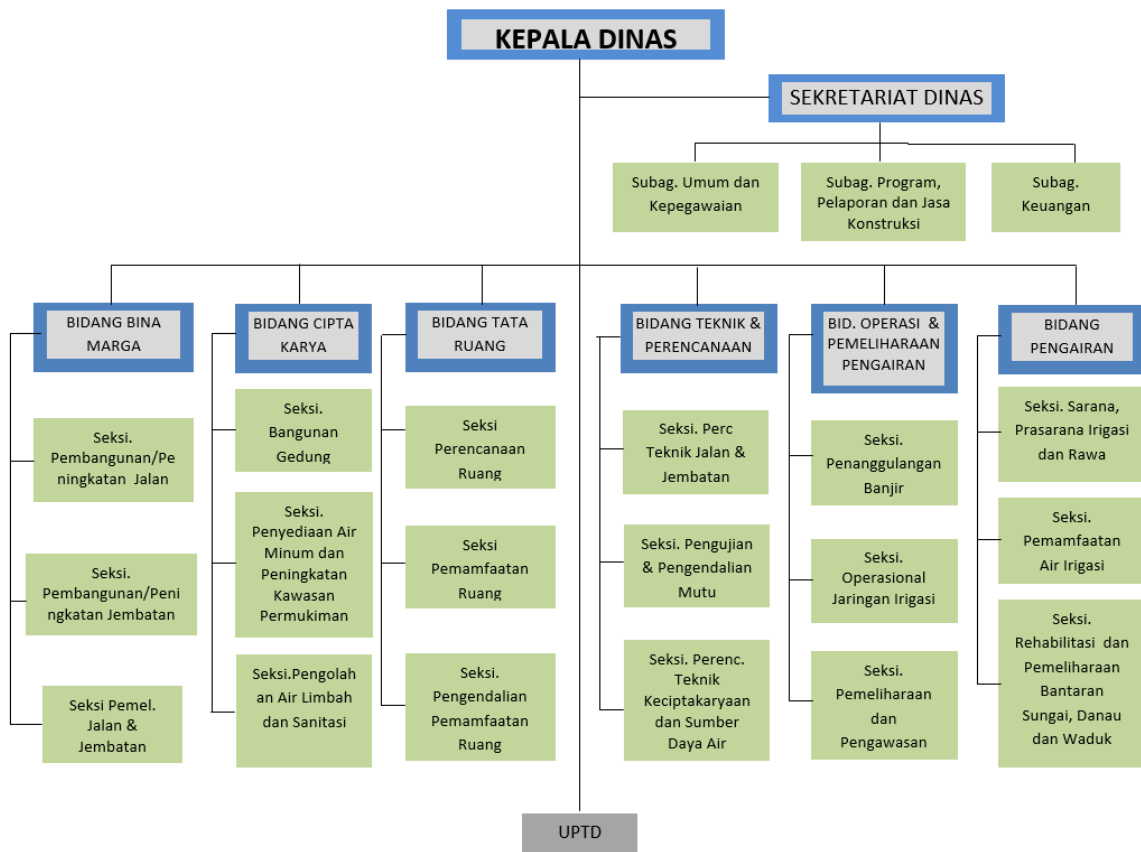 KEPALA DINAS
SEKRETARIAT DINAS
Subag. Umum dan
Kepegawaian
Subag. Program,
Pelaporan dan Jasa
Konstruksi
Subag.
Keuangan
BIDANG BINA
MARGA
Seksi.
Pembangunan/Pe
ningkatan Jalan
Seksi.
Pembangunan/Peni
ngkatan Jembatan
Seksi Pemel.
Jalan &
Jembatan
BIDANG CIPTA
KARYA
Seksi.
Bangunan
Gedung
Seksi.
Penyediaan Air
Minum dan
Peningkatan
Kawasan
Permukiman
Seksi.Pengolah
an Air Limbah
dan Sanitasi
BIDANG TATA
RUANG
Seksi
Perencanaan
Ruang
Seksi
Pemamfaatan
Ruang
Seksi.
Pengendalian
Pemamfaatan
Ruang
BIDANG TEKNIK &
PERENCANAAN
Seksi. Perc
Teknik Jalan &
Jembatan
Seksi. Pengujian
& Pengendalian
Mutu
Seksi. Perenc.
Teknik
Keciptakaryaan
dan Sumber
Daya Air
BID. OPERASI &
PEMELIHARAAN
PENGAIRAN
Seksi.
Penanggulangan
Banjir
Seksi.
Operasional
Jaringan Irigasi
Seksi.
Pemeliharaan
dan
Pengawasan
BIDANG
PENGAIRAN
Seksi. Sarana,
Prasarana Irigasi
dan Rawa
Seksi.
Pemamfaatan
Air Irigasi
Seksi.
Rehabilitasi dan
Pemeliharaan
Bantaran
Sungai, Danau
dan Waduk
UPTD